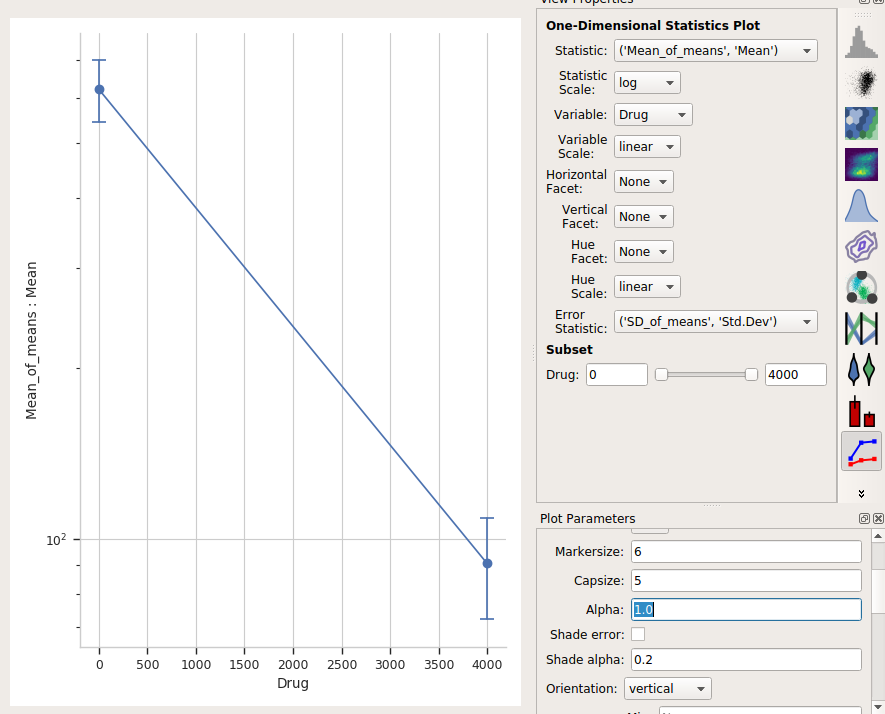 View Properties
One-Dimensional Statistics Plot
Statistic: ('Mean_of_means', 'Mean')
Statistic
Scale: log
Variable: Drug
Variable
Scale: linear
Horizontal
Facet: None
Vertical
Facet: None
Hue
Facet: None
Hue
Scale: linear
Error
Statistic: ('SD_of_means', 'Std.Dev')
Subset
Drug: 0 4000
Mean_of_means : Mean
10²
0 500 1000 1500 2000 2500 3000 3500 4000
Drug
Plot Parameters
Markersize: 6
Capsize: 5
Alpha: 1.0
Shade error:
Shade alpha: 0.2
Orientation: vertical